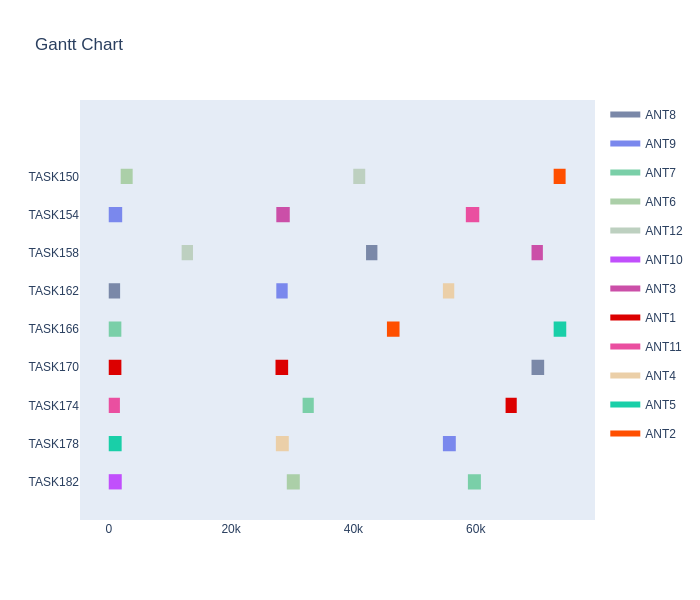 Gantt Chart
TASK150
TASK154
TASK158
TASK162
TASK166
TASK170
TASK174
TASK178
TASK182
0 20k 40k 60k
ANT8
ANT9
ANT7
ANT6
ANT12
ANT10
ANT3
ANT1
ANT11
ANT4
ANT5
ANT2